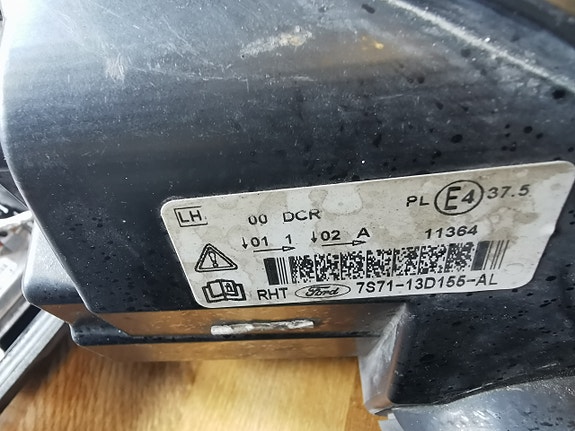 LH 00 DCR PL E4 37.5
↓01 1 → ↓02 A → 11364
RHT Ford 7S71-13D155-AL